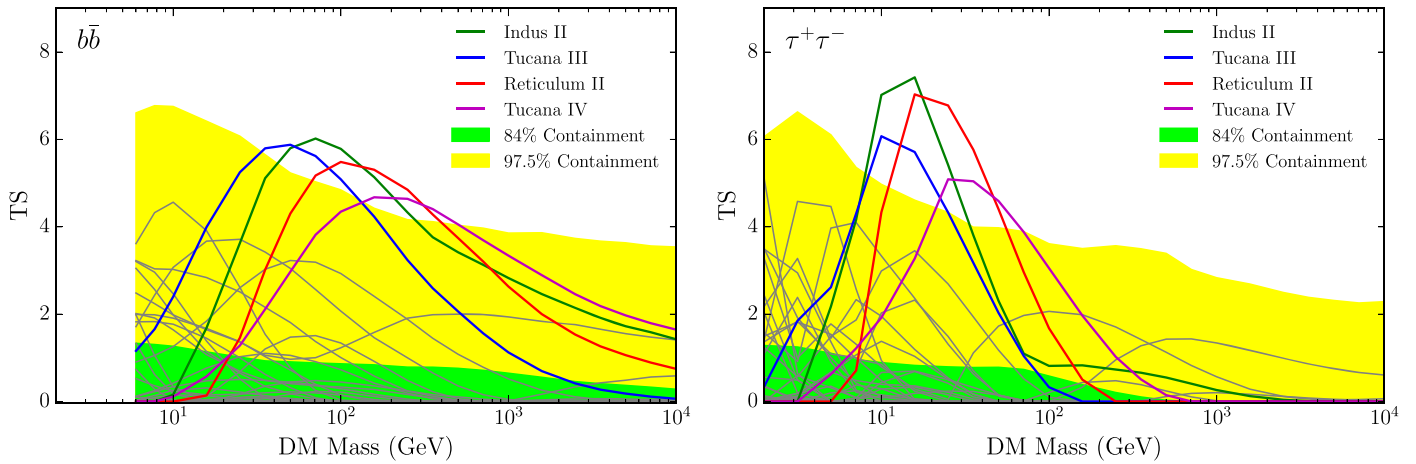 $b\bar{b}$
Indus II
Tucana III
Reticulum II
Tucana IV
84% Containment
97.5% Containment
TS
8
6
4
2
0
10¹ 10² 10³ 10⁴
DM Mass (GeV)
τ⁺τ⁻
Indus II
Tucana III
Reticulum II
Tucana IV
84% Containment
97.5% Containment
TS
8
6
4
2
0
10¹ 10² 10³ 10⁴
DM Mass (GeV)